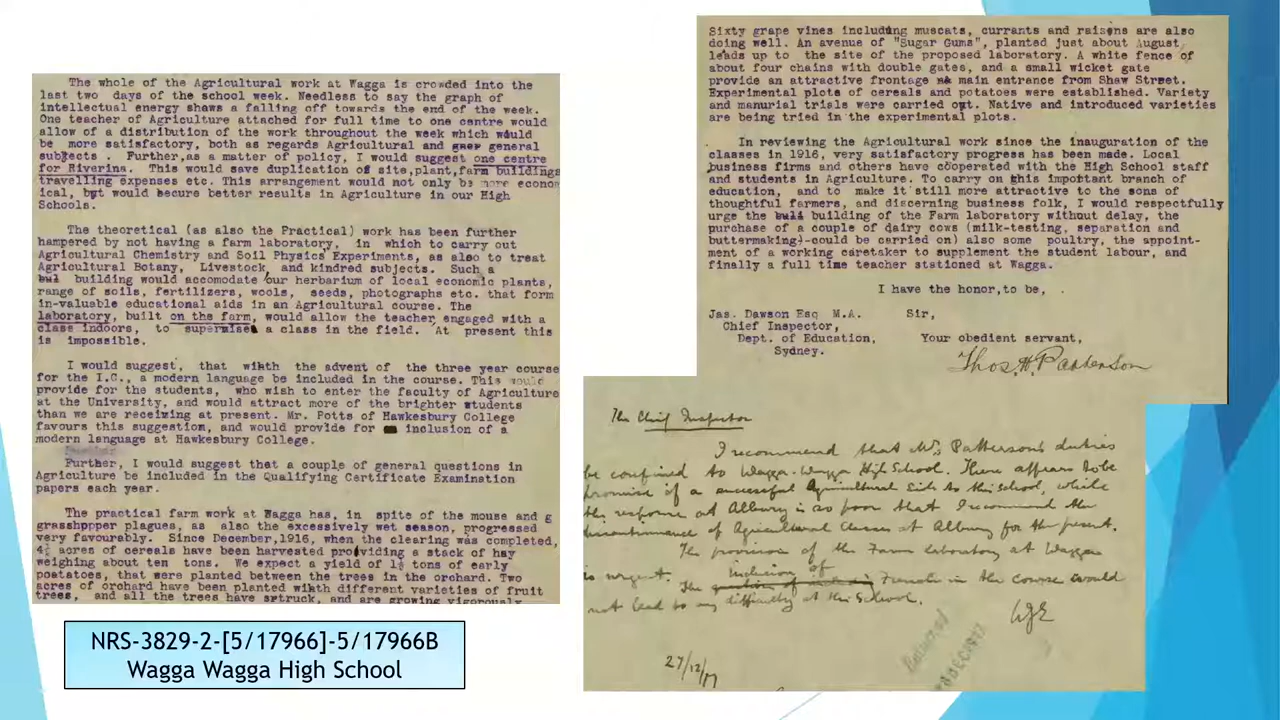 The whole of the Agricultural work at Wagga is crowded into the
last two days of the school week. Needless to say the graph of
intellectual energy shews a falling off towards the end of the week.
One teacher of Agriculture attached for full time to one centre would
allow of a distribution of the work throughout the week which would
be more satisfactory, both as regards Agricultural and general
subjects . Further,as a matter of policy, I would suggest one centre
for Riverina. This would save duplication of site,plant,farm buildings
travelling expenses etc. This arrangement would not only be more econom
ical, but would secure better results in Agriculture in our High
Schools.
The theoretical (as also the Practical) work has been further
hampered by not having a farm laboratory, in which to carry out
Agricultural Chemistry and Soil Physics Experiments, as also to treat
Agricultural Botany, Livestock, and kindred subjects. Such a
building would accomodate our herbarium of local economic plants,
range of soils, fertilizers, wools, seeds, photographs etc. that form
in-valuable educational aids in an Agricultural course. The
laboratory, built on the farm, would allow the teacher engaged with a
class indoors, to supermise a class in the field. At present this
is impossible.
I would suggest, that with the advent of the three year course
for the I.C., a modern language be included in the course. This would
provide for the students, who wish to enter the faculty of Agriculture
at the University, and would attract more of the brighter students
than we are receiving at present. Mr. Potts of Hawkesbury College
favours this suggestion, and would provide for inclusion of a
modern language at Hawkesbury College.
Further, I would suggest that a couple of general questions in
Agriculture be included in the Qualifying Certificate Examination
papers each year.
The practical farm work at Wagga has, in spite of the mouse and g
grasshppper plagues, as also the excessively wet season, progressed
very favourably. Since December,1916, when the clearing was completed,
4½ acres of cereals have been harvested providing a stack of hay
weighing about ten tons. We expect a yield of 1½ tons of early
poetatoes, that were planted between the trees in the orchard. Two
acres of orchard have been planted with different varieties of fruit
trees, and all the trees have struck, and are growing vigorously
NRS-3829-2-[5/17966]-5/17966B
Wagga Wagga High School
Sixty grape vines including muscats, currants and raisins are also
doing well. An avenue of "Sugar Gums", planted just about August,
leads up to the site of the proposed laboratory. A white fence of
about four chains with double gates, and a small wicket gate
provide an attractive frontage main entrance from Shaw Street.
Experimental plots of cereals and potatoes were established. Variety
and manurial trials were carried out. Native and introduced varieties
are being tried in the experimental plots.
In reviewing the Agricultural work since the inauguration of the
classes in 1916, very satisfactory progress has been made. Local
business firms and others have cooperated with the High School staff
and students in Agriculture. To carry on this important branch of
education, and to make it still more attractive to the sons of
thoughtful farmers, and discerning business folk, I would respectfully
urge the building of the Farm laboratory without delay, the
purchase of a couple of dairy cows (milk-testing, separation and
buttermaking)-could be carried on) also some poultry, the appoint-
ment of a working caretaker to supplement the student labour, and
finally a full time teacher stationed at Wagga.
I have the honor,to be,
Jas. Dawson Esq M.A. Sir,
Chief Inspector,
Dept. of Education, Your obedient servant,
Sydney.
Thos. H. Patterson
The Chief Inspector
I recommend that Mr. Patterson's duties
be confined to Wagga-Wagga High School. There appears to be
promise of a successful Agricultural Side to this School, while
the response at Albury is so poor that I recommend the
discontinuance of Agricultural Classes at Albury for the present.
The provision of the Farm laboratory at Wagga
is urgent. The inclusion of French in the course would
not lead to any difficulty at this School.
27/12/17